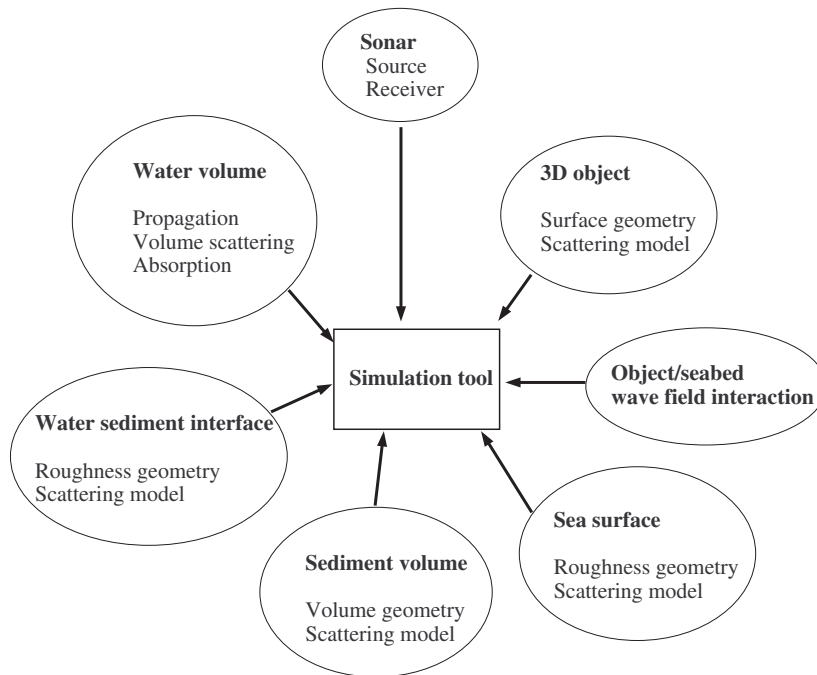 Sonar
Source
Receiver
Water volume
Propagation
Volume scattering
Absorption
3D object
Surface geometry
Scattering model
Simulation tool
Object/seabed
wave field interaction
Water sediment interface
Roughness geometry
Scattering model
Sea surface
Roughness geometry
Scattering model
Sediment volume
Volume geometry
Scattering model